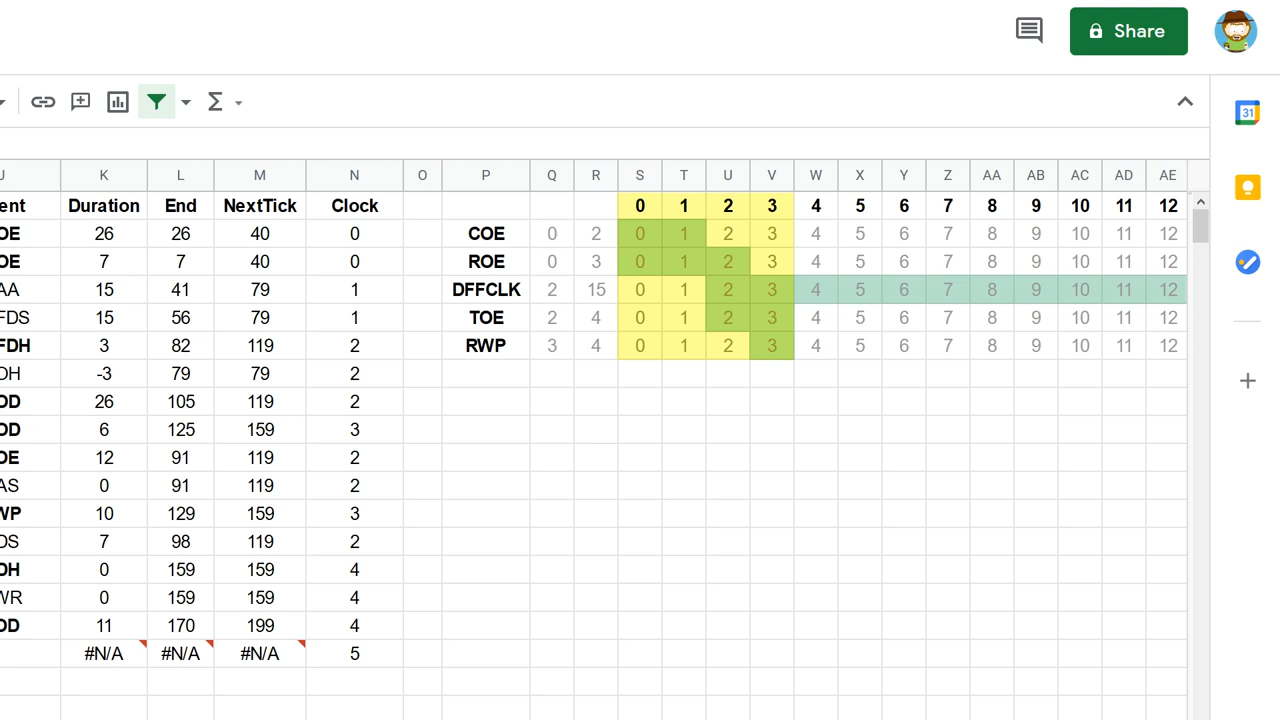 Share
31
K L M N O P Q R S T U V W X Y Z AA AB AC AD AE
ent Duration End NextTick Clock 0 1 2 3 4 5 6 7 8 9 10 11 12
OE 26 26 40 0 COE 0 2 0 1 2 3 4 5 6 7 8 9 10 11 12
OE 7 7 40 0 ROE 0 3 0 1 2 3 4 5 6 7 8 9 10 11 12
AA 15 41 79 1 DFFCLK 2 15 0 1 2 3 4 5 6 7 8 9 10 11 12
FDS 15 56 79 1 TOE 2 4 0 1 2 3 4 5 6 7 8 9 10 11 12
FDH 3 82 119 2 RWP 3 4 0 1 2 3 4 5 6 7 8 9 10 11 12
OH -3 79 79 2
OD 26 105 119 2
OD 6 125 159 3
OE 12 91 119 2
AS 0 91 119 2
WP 10 129 159 3
DS 7 98 119 2
DH 0 159 159 4
WR 0 159 159 4
OD 11 170 199 4
#N/A #N/A #N/A 5